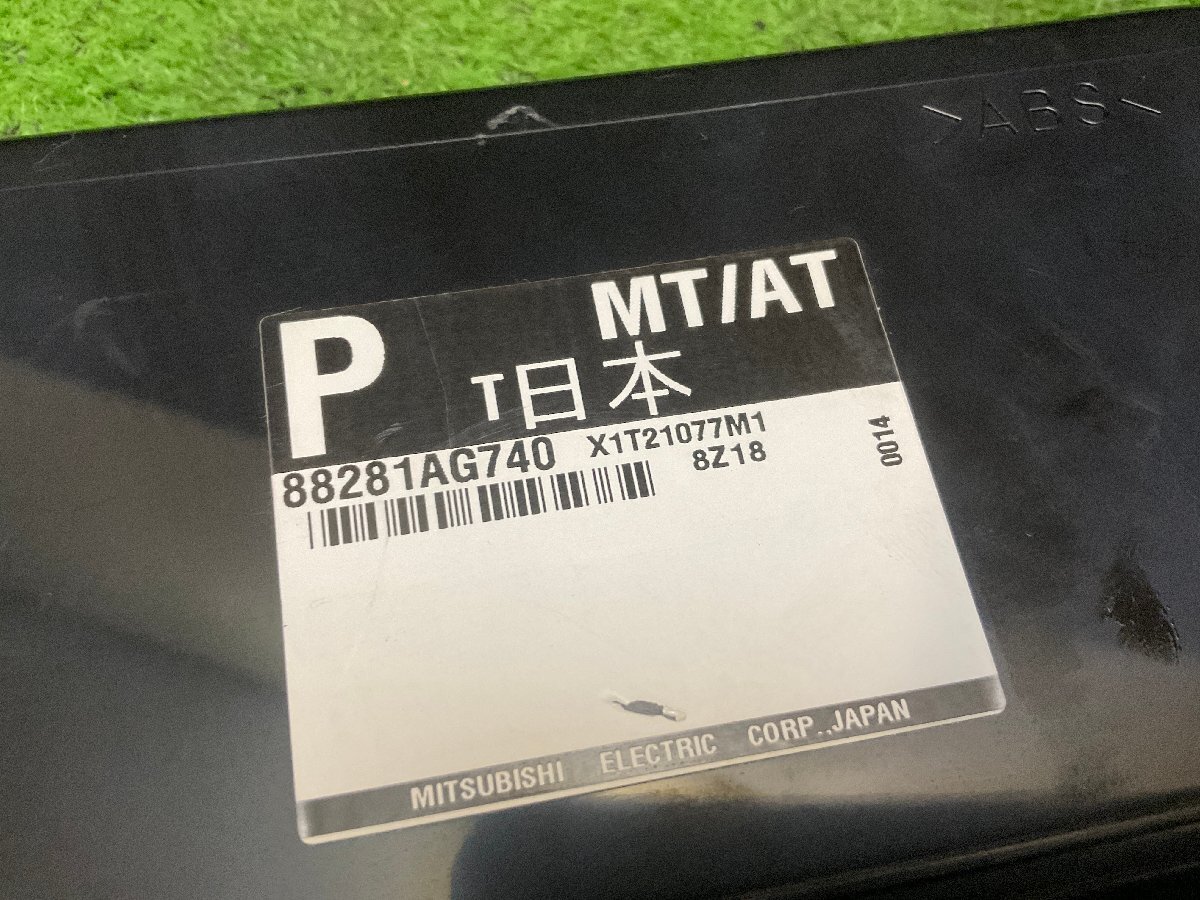 >ABS<
P MT/AT
T日本
88281AG740 X1T21077M1
8Z18
0014
MITSUBISHI ELECTRIC CORP.,JAPAN